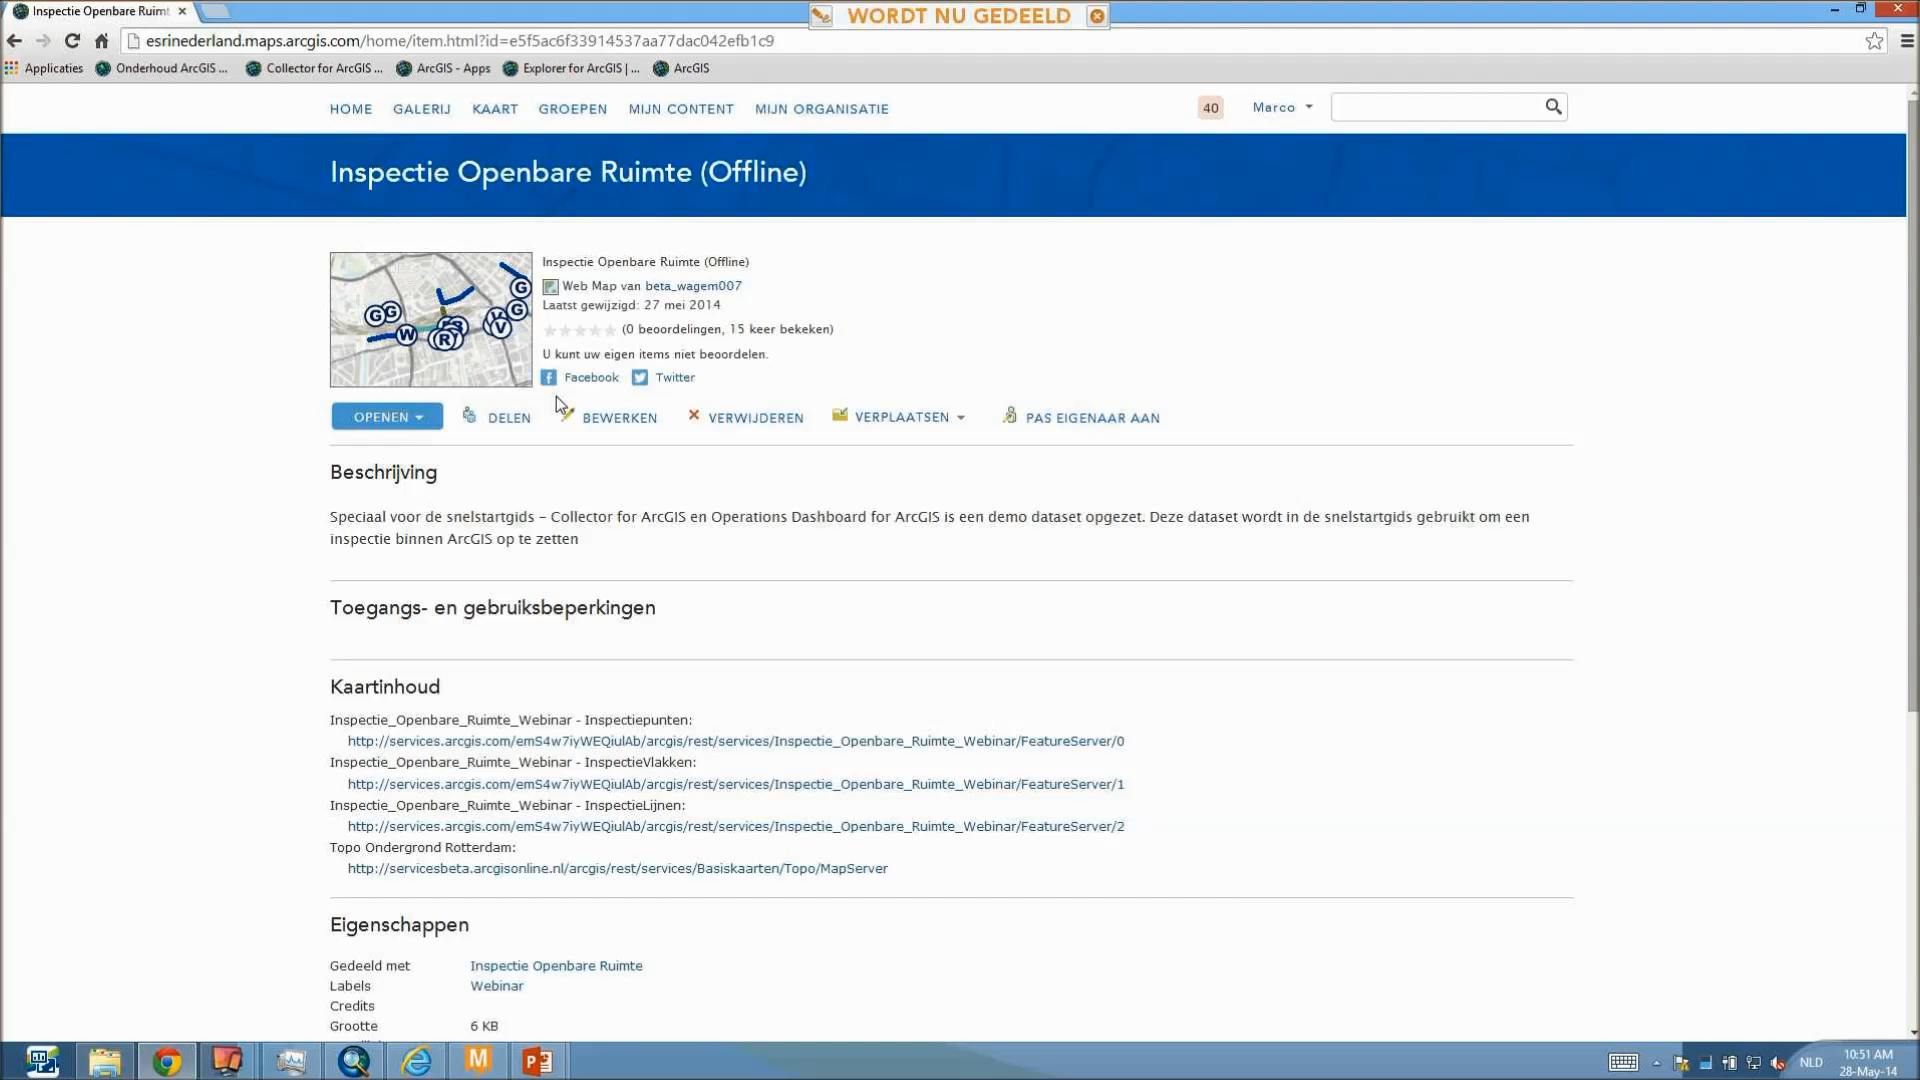 Inspectie Openbare Ruimt
WORDT NU GEDEELD
esrinederland.maps.arcgis.com/home/item.html?id=e5f5ac6f33914537aa77dac042efb1c9
Applicaties Onderhoud ArcGIS ... Collector for ArcGIS ... ArcGIS - Apps Explorer for ArcGIS | ... ArcGIS
HOME GALERIJ KAART GROEPEN MIJN CONTENT MIJN ORGANISATIE 40 Marco
Inspectie Openbare Ruimte (Offline)
Inspectie Openbare Ruimte (Offline)
Web Map van beta_wagem007
Laatst gewijzigd: 27 mei 2014
(0 beoordelingen, 15 keer bekeken)
U kunt uw eigen items niet beoordelen.
Facebook Twitter
G G G G W R V
OPENEN DELEN BEWERKEN VERWIJDEREN VERPLAATSEN PAS EIGENAAR AAN
Beschrijving
Speciaal voor de snelstartgids – Collector for ArcGIS en Operations Dashboard for ArcGIS is een demo dataset opgezet. Deze dataset wordt in de snelstartgids gebruikt om een
inspectie binnen ArcGIS op te zetten
Toegangs- en gebruiksbeperkingen
Kaartinhoud
Inspectie_Openbare_Ruimte_Webinar - Inspectiepunten:
http://services.arcgis.com/emS4w7iyWEQiulAb/arcgis/rest/services/Inspectie_Openbare_Ruimte_Webinar/FeatureServer/0
Inspectie_Openbare_Ruimte_Webinar - InspectieVlakken:
http://services.arcgis.com/emS4w7iyWEQiulAb/arcgis/rest/services/Inspectie_Openbare_Ruimte_Webinar/FeatureServer/1
Inspectie_Openbare_Ruimte_Webinar - InspectieLijnen:
http://services.arcgis.com/emS4w7iyWEQiulAb/arcgis/rest/services/Inspectie_Openbare_Ruimte_Webinar/FeatureServer/2
Topo Ondergrond Rotterdam:
http://servicesbeta.arcgisonline.nl/arcgis/rest/services/Basiskaarten/Topo/MapServer
Eigenschappen
Gedeeld met Inspectie Openbare Ruimte
Labels Webinar
Credits
Grootte 6 KB
NLD 10:51 AM
28-May-14